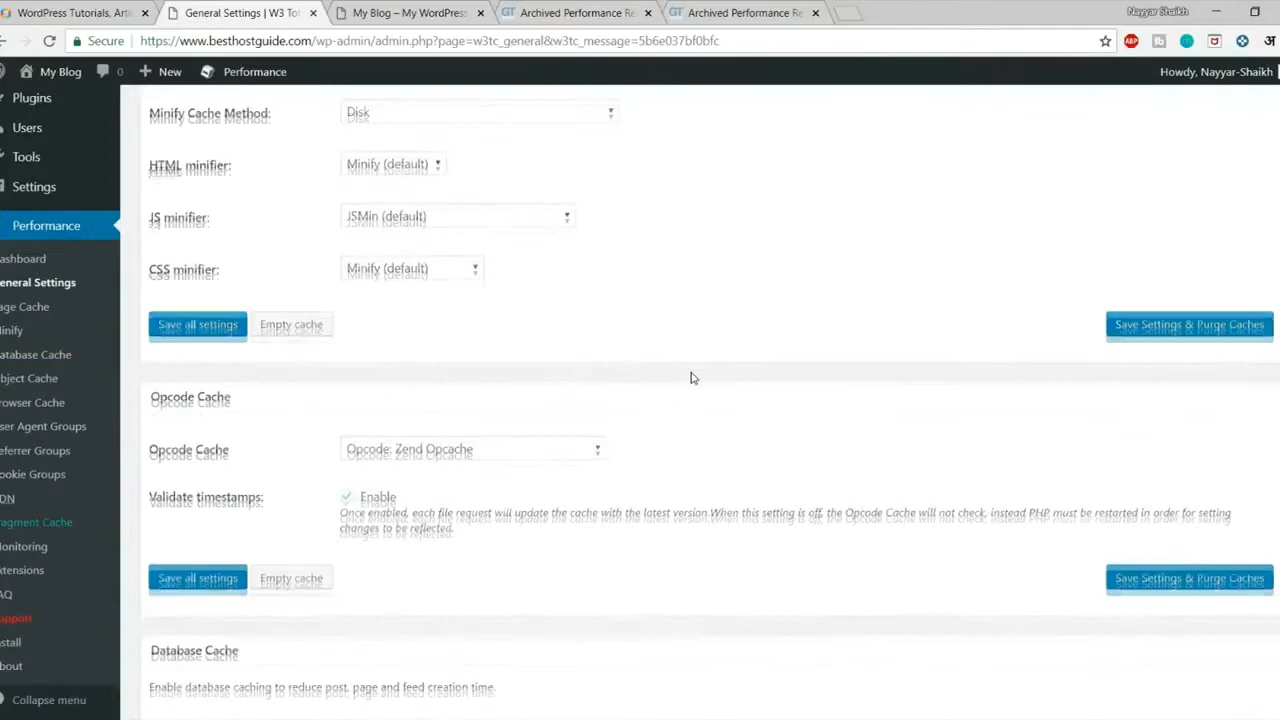 WordPress Tutorials, Arti
General Settings | W3 To
My Blog – My WordPress
Archived Performance Re
Archived Performance Re
Nayyar Shaikh
Secure
https://www.besthostguide.com/wp-admin/admin.php?page=w3tc_general&w3tc_message=5b6e037bf0bfc
ABP
अ
My Blog
0
New
Performance
Howdy, Nayyar-Shaikh
Plugins
Users
Tools
Settings
Performance
ashboard
eneral Settings
age Cache
inify
atabase Cache
bject Cache
rowser Cache
ser Agent Groups
eferrer Groups
ookie Groups
DN
ragment Cache
onitoring
xtensions
AQ
upport
stall
bout
Collapse menu
Minify Cache Method:
Disk
HTML minifier:
Minify (default)
JS minifier:
JSMin (default)
CSS minifier:
Minify (default)
Save all settings
Empty cache
Save Settings & Purge Caches
Opcode Cache
Opcode Cache
Opcode: Zend Opcache
Validate timestamps:
Enable
Once enabled, each file request will update the cache with the latest version.When this setting is off, the Opcode Cache will not check, instead PHP must be restarted in order for setting
changes to be reflected.
Save all settings
Empty cache
Save Settings & Purge Caches
Database Cache
Enable database caching to reduce post, page and feed creation time.